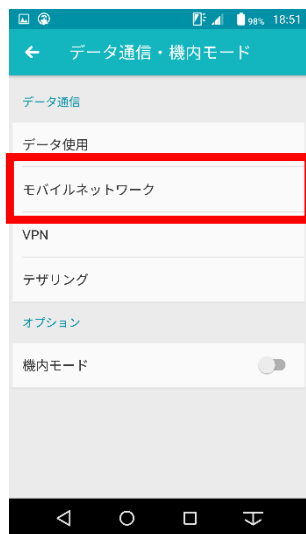 98% 18:51
データ通信・機内モード
データ通信
データ使用
モバイルネットワーク
VPN
テザリング
オプション
機内モード